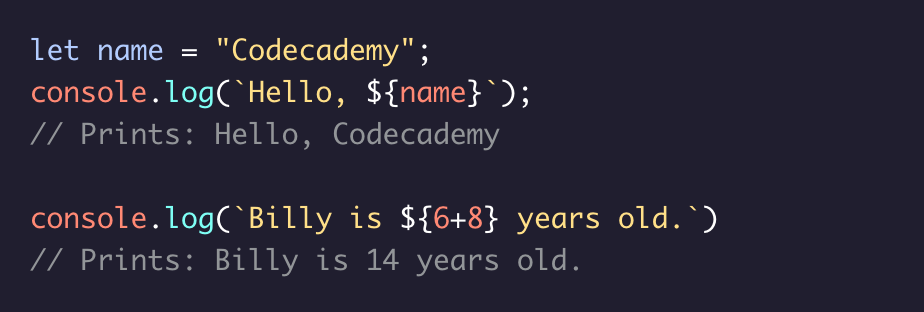 let name = "Codecademy";
console.log(`Hello, ${name}`);
// Prints: Hello, Codecademy
console.log(`Billy is ${6+8} years old.`)
// Prints: Billy is 14 years old.